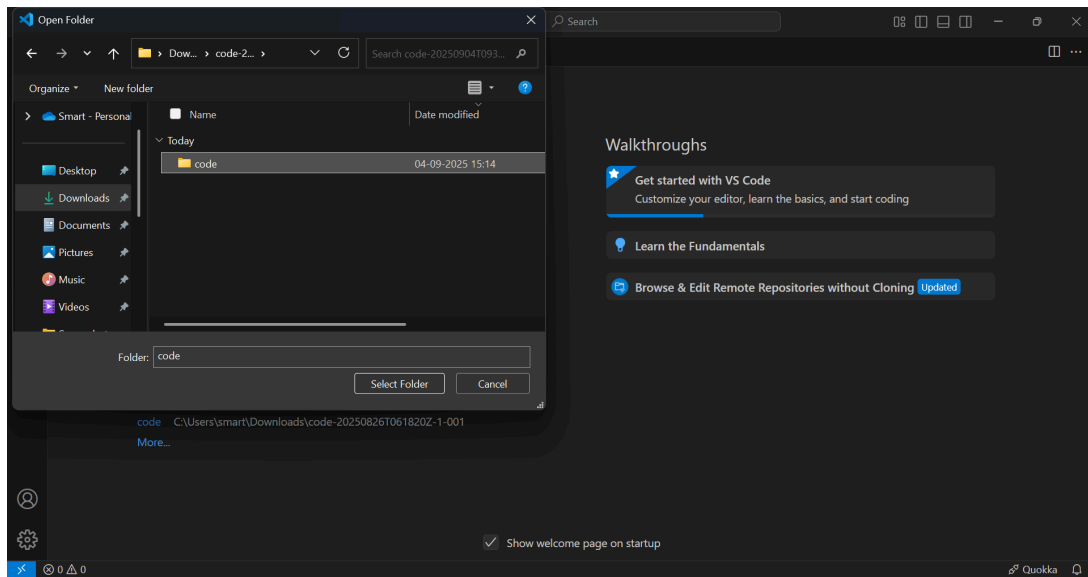 Open Folder
Search
Dow... > code-2... >
Search code-20250904T093...
Organize
New folder
Smart - Personal
Name
Date modified
Today
code
04-09-2025 15:14
Desktop
Downloads
Documents
Pictures
Music
Videos
Folder:
code
Select Folder
Cancel
code C:\Users\smart\Downloads\code-20250826T061820Z-1-001
More...
Walkthroughs
Get started with VS Code
Customize your editor, learn the basics, and start coding
Learn the Fundamentals
Browse & Edit Remote Repositories without Cloning Updated
Show welcome page on startup
0 0
Quokka